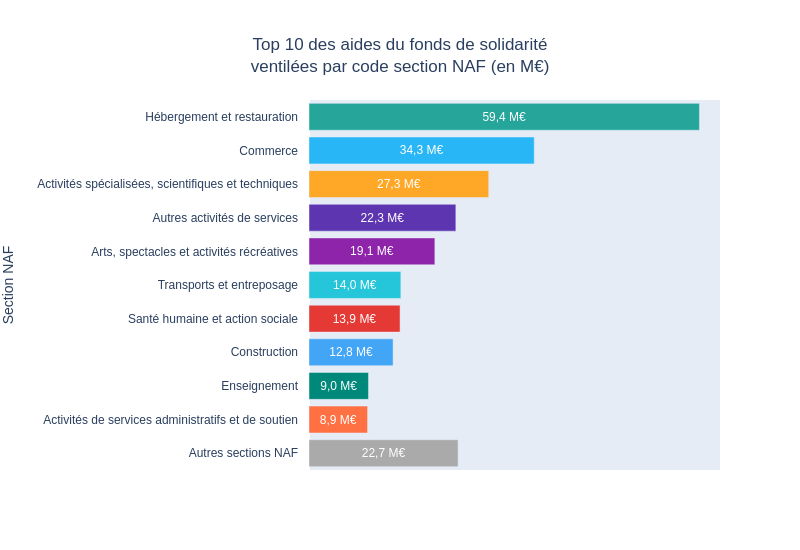 Top 10 des aides du fonds de solidarité
ventilées par code section NAF (en M€)
Section NAF
Hébergement et restauration 59,4 M€
Commerce 34,3 M€
Activités spécialisées, scientifiques et techniques 27,3 M€
Autres activités de services 22,3 M€
Arts, spectacles et activités récréatives 19,1 M€
Transports et entreposage 14,0 M€
Santé humaine et action sociale 13,9 M€
Construction 12,8 M€
Enseignement 9,0 M€
Activités de services administratifs et de soutien 8,9 M€
Autres sections NAF 22,7 M€